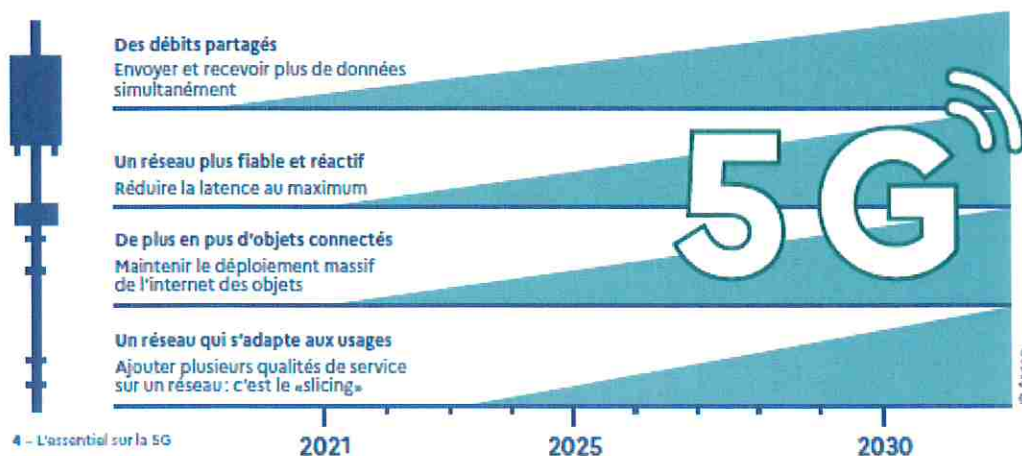 Des débits partagés
Envoyer et recevoir plus de données
simultanément
Un réseau plus fiable et réactif
Réduire la latence au maximum
De plus en pus d'objets connectés
Maintenir le déploiement massif
de l'internet des objets
Un réseau qui s'adapte aux usages
Ajouter plusieurs qualités de service
sur un réseau : c'est le «slicing»
5G
4 – L'essentiel sur la 5G
2021
2025
2030